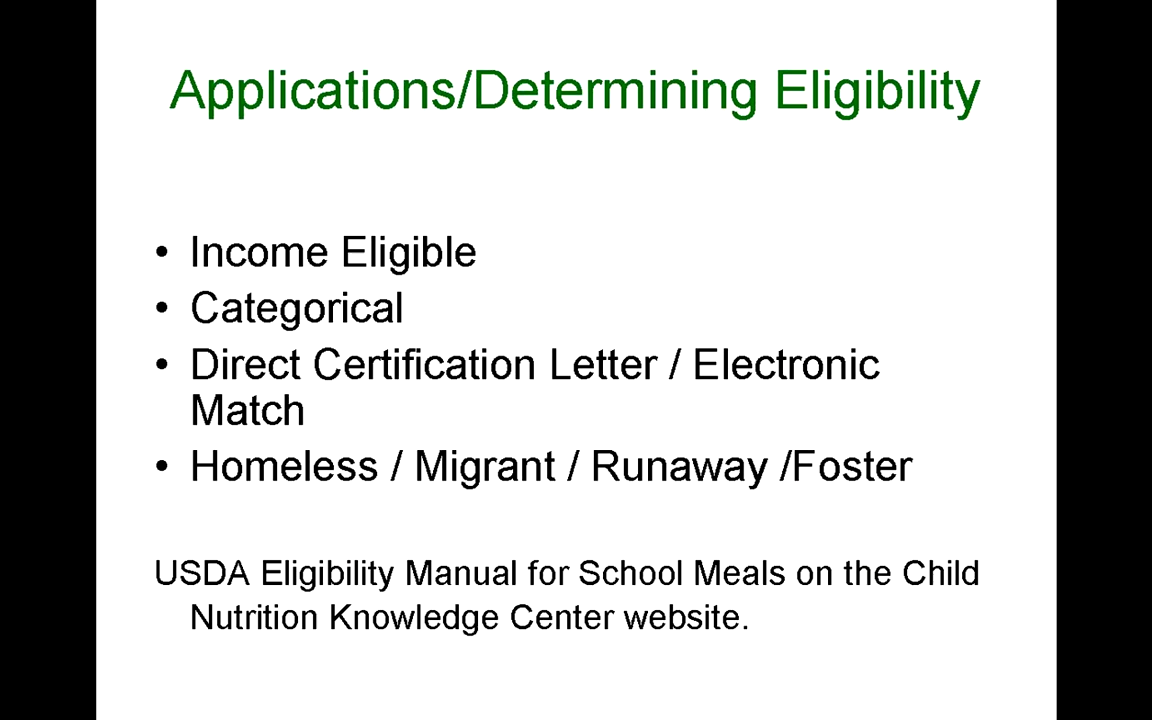 Applications/Determining Eligibility
• Income Eligible
• Categorical
• Direct Certification Letter / Electronic
Match
• Homeless / Migrant / Runaway /Foster
USDA Eligibility Manual for School Meals on the Child
Nutrition Knowledge Center website.